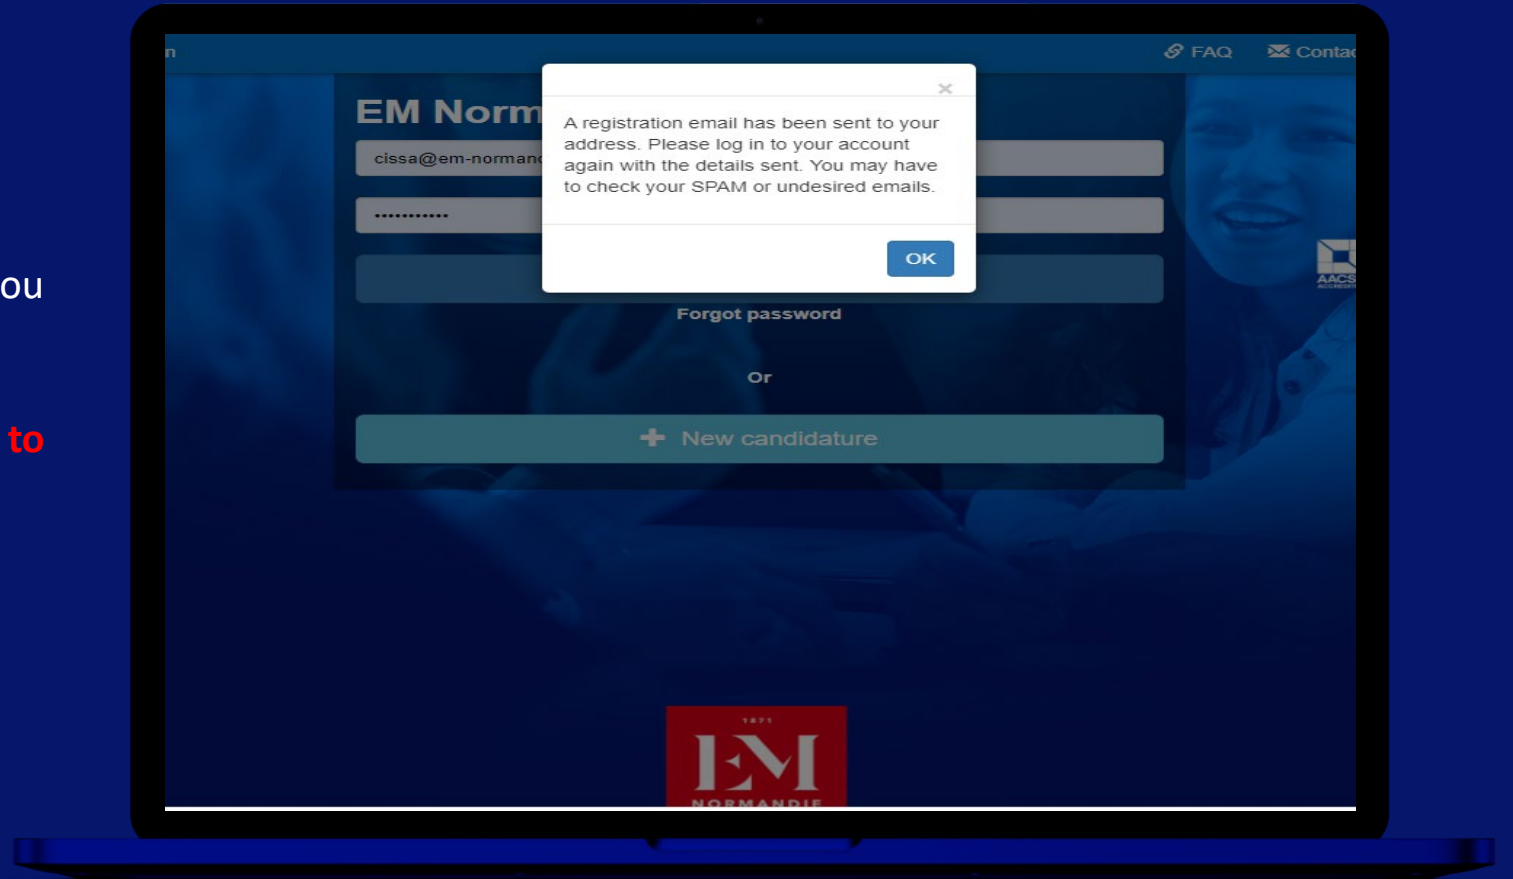 n
FAQ
Contac
EM Norm
A registration email has been sent to your
address. Please log in to your account
again with the details sent. You may have
to check your SPAM or undesired emails.
cissa@em-normand
•••••••••••
OK
ou
AACS
Forgot password
Or
to
+ New candidature
1871
EM
NORMANDIE